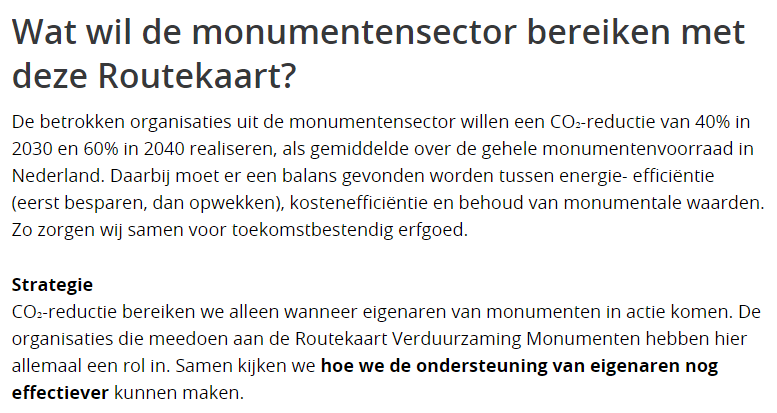 Wat wil de monumentensector bereiken met
deze Routekaart?
De betrokken organisaties uit de monumentensector willen een CO₂-reductie van 40% in
2030 en 60% in 2040 realiseren, als gemiddelde over de gehele monumentenvoorraad in
Nederland. Daarbij moet er een balans gevonden worden tussen energie- efficiëntie
(eerst besparen, dan opwekken), kostenefficiëntie en behoud van monumentale waarden.
Zo zorgen wij samen voor toekomstbestendig erfgoed.
Strategie
CO₂-reductie bereiken we alleen wanneer eigenaren van monumenten in actie komen. De
organisaties die meedoen aan de Routekaart Verduurzaming Monumenten hebben hier
allemaal een rol in. Samen kijken we hoe we de ondersteuning van eigenaren nog
effectiever kunnen maken.